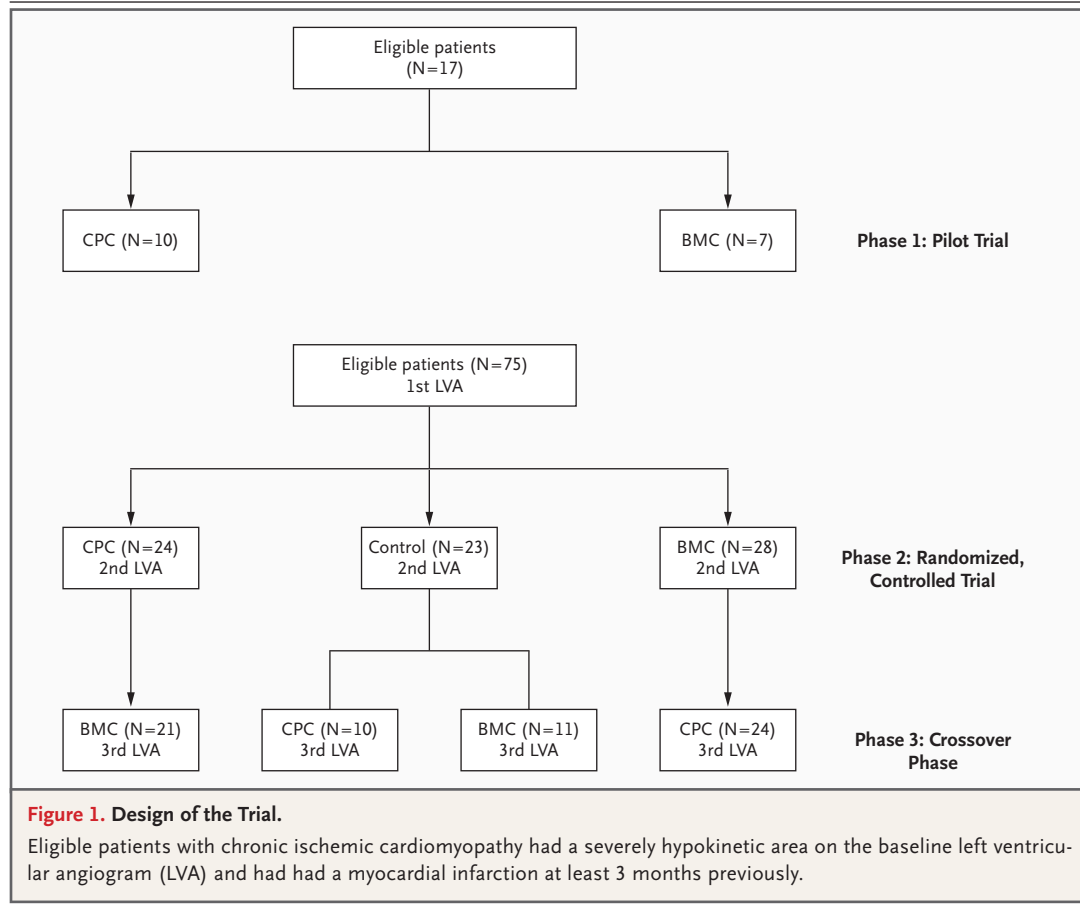 Eligible patients
(N=17)
CPC (N=10)
BMC (N=7)
Phase 1: Pilot Trial
Eligible patients (N=75)
1st LVA
CPC (N=24)
2nd LVA
Control (N=23)
2nd LVA
BMC (N=28)
2nd LVA
Phase 2: Randomized,
Controlled Trial
BMC (N=21)
3rd LVA
CPC (N=10)
3rd LVA
BMC (N=11)
3rd LVA
CPC (N=24)
3rd LVA
Phase 3: Crossover
Phase
Figure 1. Design of the Trial.
Eligible patients with chronic ischemic cardiomyopathy had a severely hypokinetic area on the baseline left ventricu-
lar angiogram (LVA) and had had a myocardial infarction at least 3 months previously.